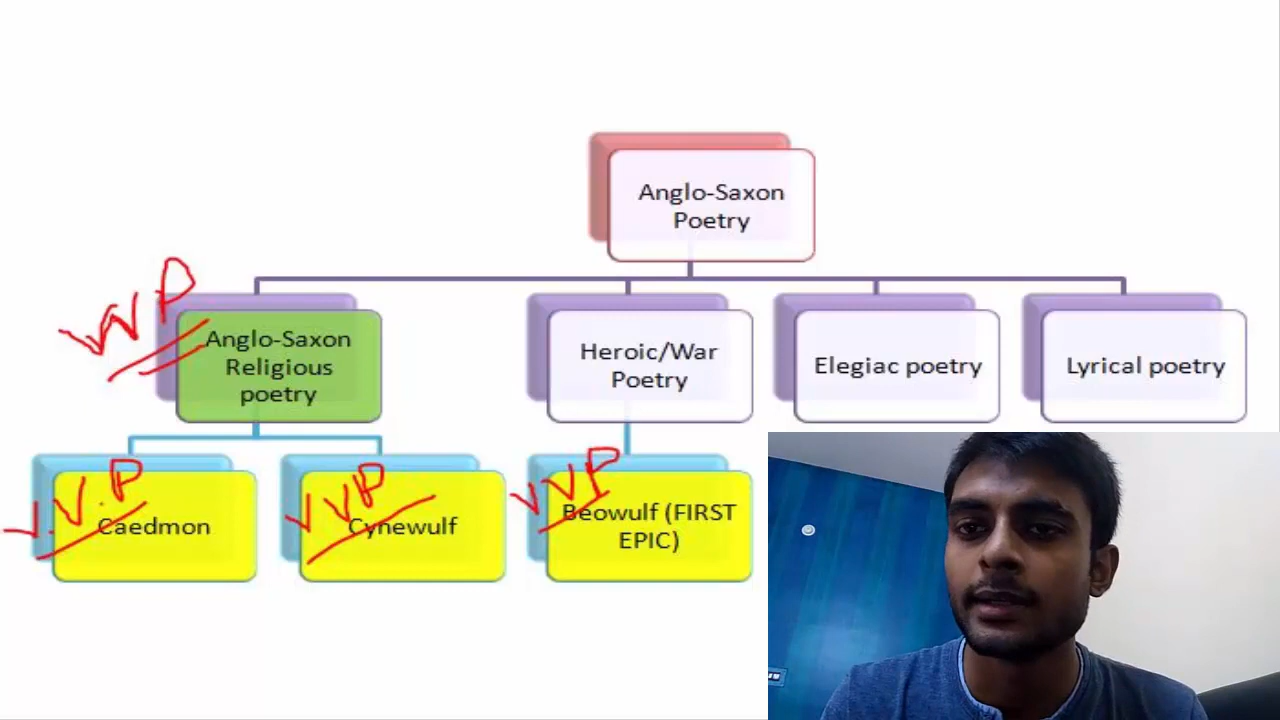 Anglo-Saxon
Poetry
VVP
Anglo-Saxon
Religious
poetry
Heroic/War
Poetry
Elegiac poetry
Lyrical poetry
V.V.P
Caedmon
VVP
Cynewulf
VVP
Beowulf (FIRST
EPIC)